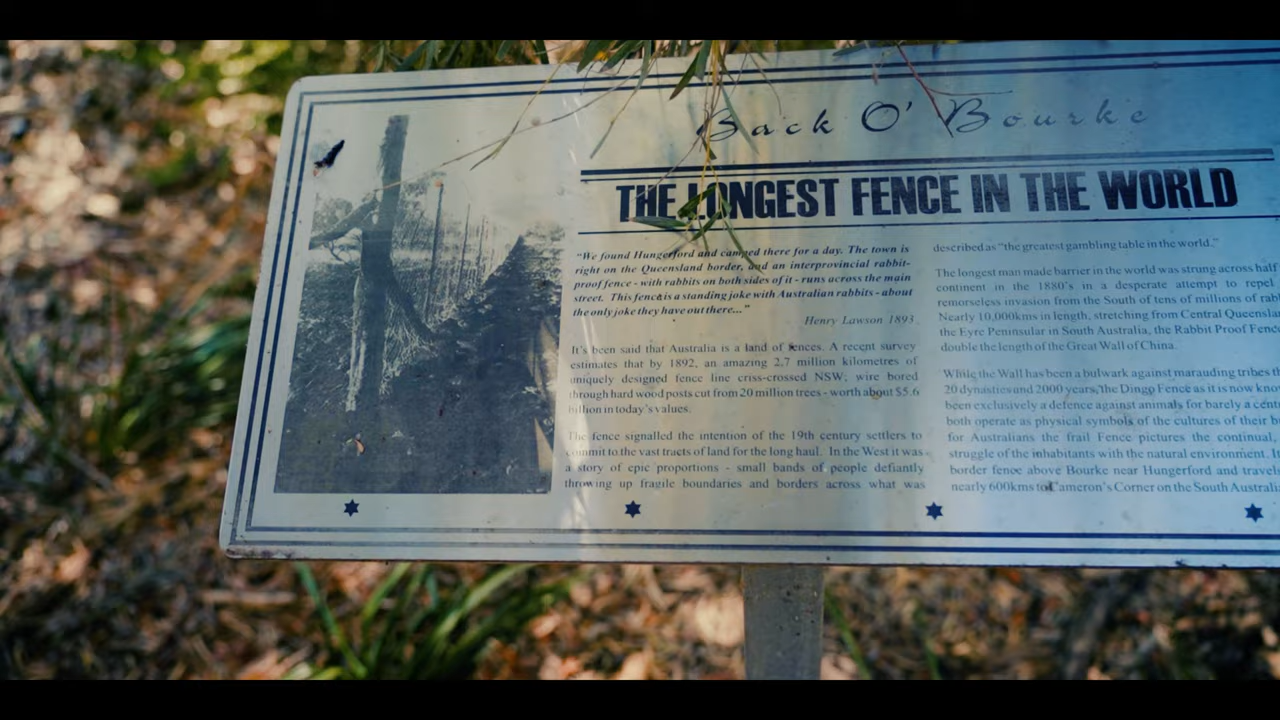 Back O' Bourke
THE LONGEST FENCE IN THE WORLD
"We found Hungerford and camped there for a day. The town is
right on the Queensland border, and an interprovincial rabbit-
proof fence - with rabbits on both sides of it - runs across the main
street. This fence is a standing joke with Australian rabbits - about
the only joke they have out there..."
Henry Lawson 1893
It's been said that Australia is a land of fences. A recent survey
estimates that by 1892, an amazing 2.7 million kilometres of
uniquely designed fence line criss-crossed NSW; wire bored
through hard wood posts cut from 20 million trees - worth about $5.6
billion in today's values.
The fence signalled the intention of the 19th century settlers to
commit to the vast tracts of land for the long haul. In the West it was
a story of epic proportions - small bands of people defiantly
throwing up fragile boundaries and borders across what was
described as "the greatest gambling table in the world."
The longest man made barrier in the world was strung across half
continent in the 1880's in a desperate attempt to repel
remorseless invasion from the South of tens of millions of rab
Nearly 10,000kms in length, stretching from Central Queensla
the Eyre Peninsular in South Australia, the Rabbit Proof Fenc
double the length of the Great Wall of China.
While the Wall has been a bulwark against marauding tribes
20 dynasties and 2000 years, the Dingo Fence as it is now kno
been exclusively a defence against animals for barely a cent
both operate as physical symbols of the cultures of their
for Australians the frail Fence pictures the continual,
struggle of the inhabitants with the natural environment. It
border fence above Bourke near Hungerford and travel
nearly 600kms to Cameron's Corner on the South Australi